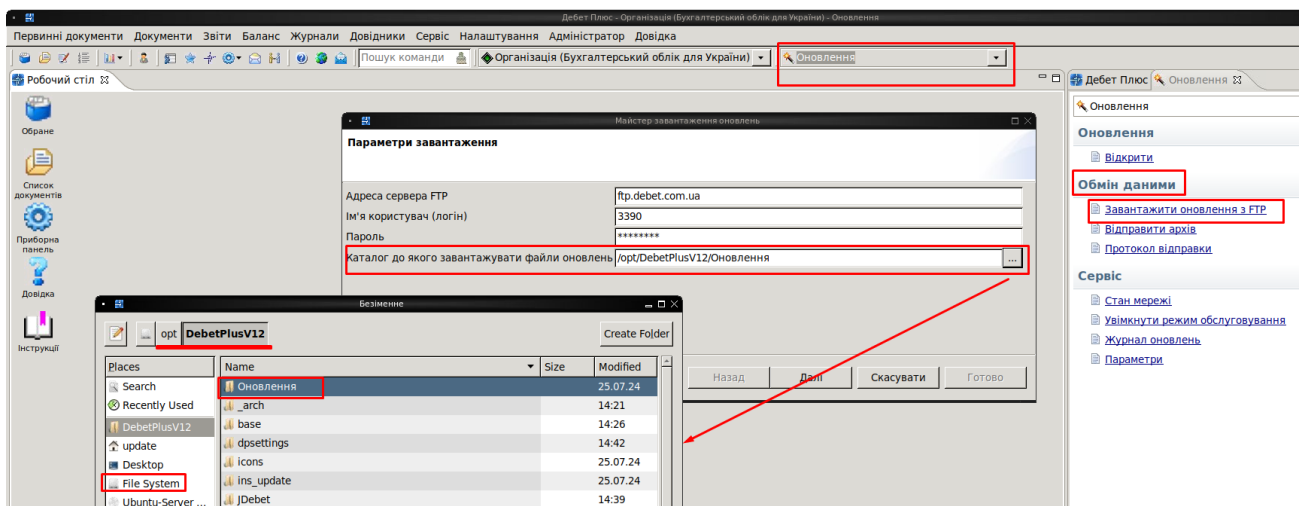 Дебет Плюс - Організація (Бухгалтерський облік для України) - Оновлення
Первинні документи Документи Звіти Баланс Журнали Довідники Сервіс Налаштування Адміністратор Довідка
Пошук команди Організація (Бухгалтерський облік для України) Оновлення
Робочий стіл
Обране
Список
документів
Приборна
панель
Довідка
Інструкції
Майстер завантаження оновлень
Параметри завантаження
Адреса сервера FTP ftp.debet.com.ua
Ім'я користувач (логін) 3390
Пароль ********
Каталог до якого завантажувати файли оновлень /opt/DebetPlusV12/Оновлення ...
Назад Далі Скасувати Готово
Безіменне
opt DebetPlusV12 Create Folder
Places
Search
Recently Used
DebetPlusV12
update
Desktop
File System
Ubuntu-Server ...
Name Size Modified
Оновлення 25.07.24
_arch 14:21
base 14:26
dpsettings 14:42
icons 25.07.24
ins_update 25.07.24
JDebet 14:39
Дебет Плюс Оновлення
Оновлення
Оновлення
Відкрити
Обмін даними
Завантажити оновлення з FTP
Відправити архів
Протокол відправки
Сервіс
Стан мережі
Увімкнути режим обслуговування
Журнал оновлень
Параметри